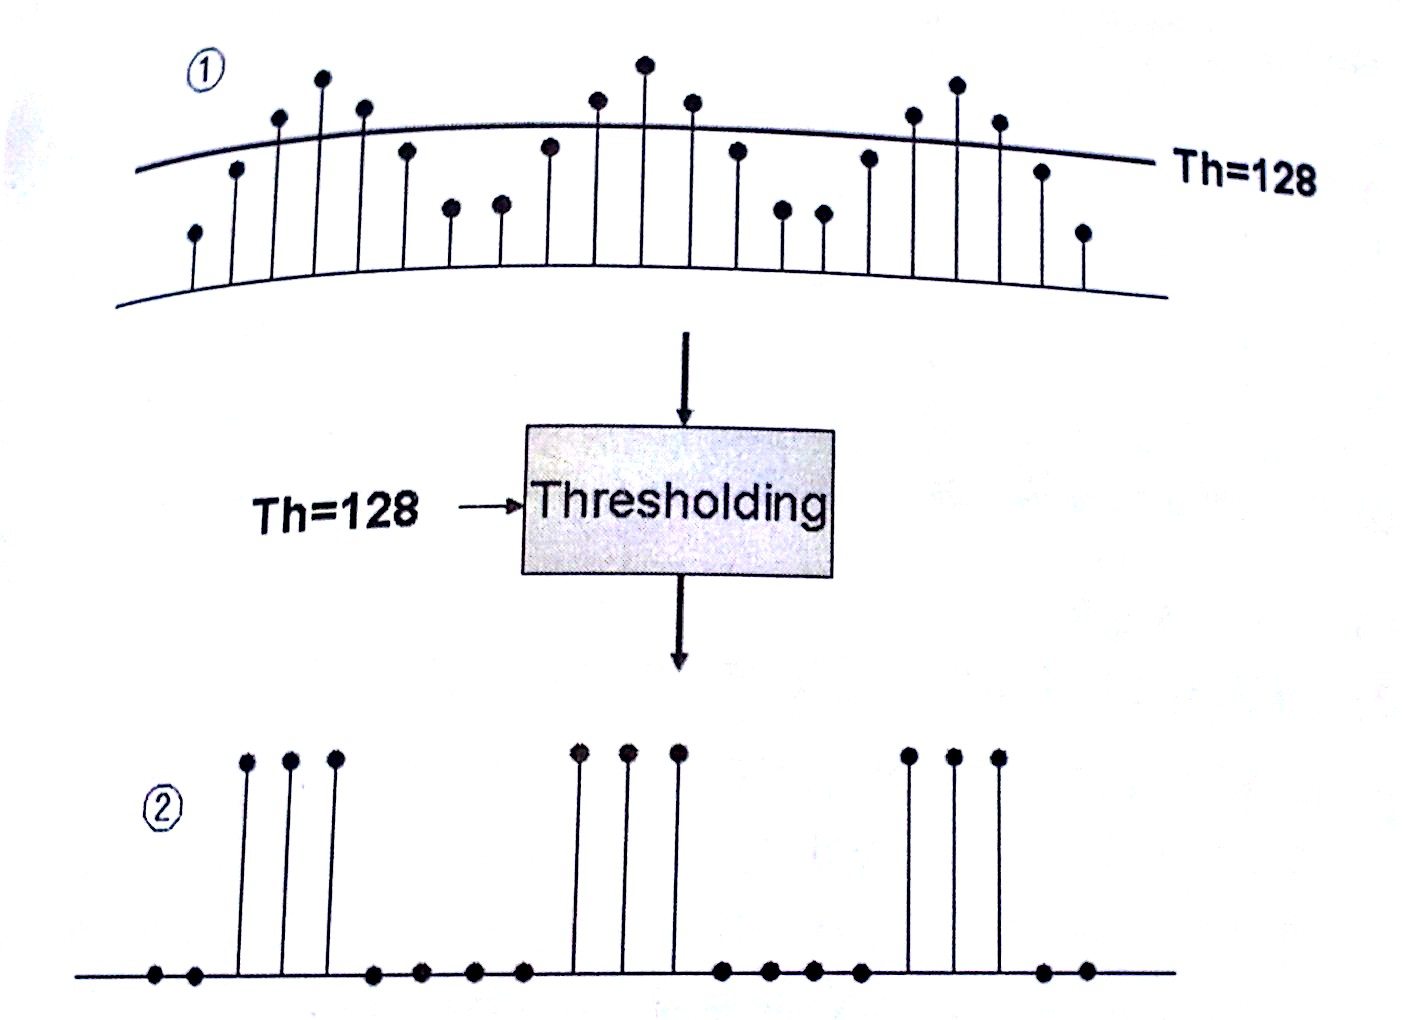 ①
Th=128
Th=128
Thresholding
②